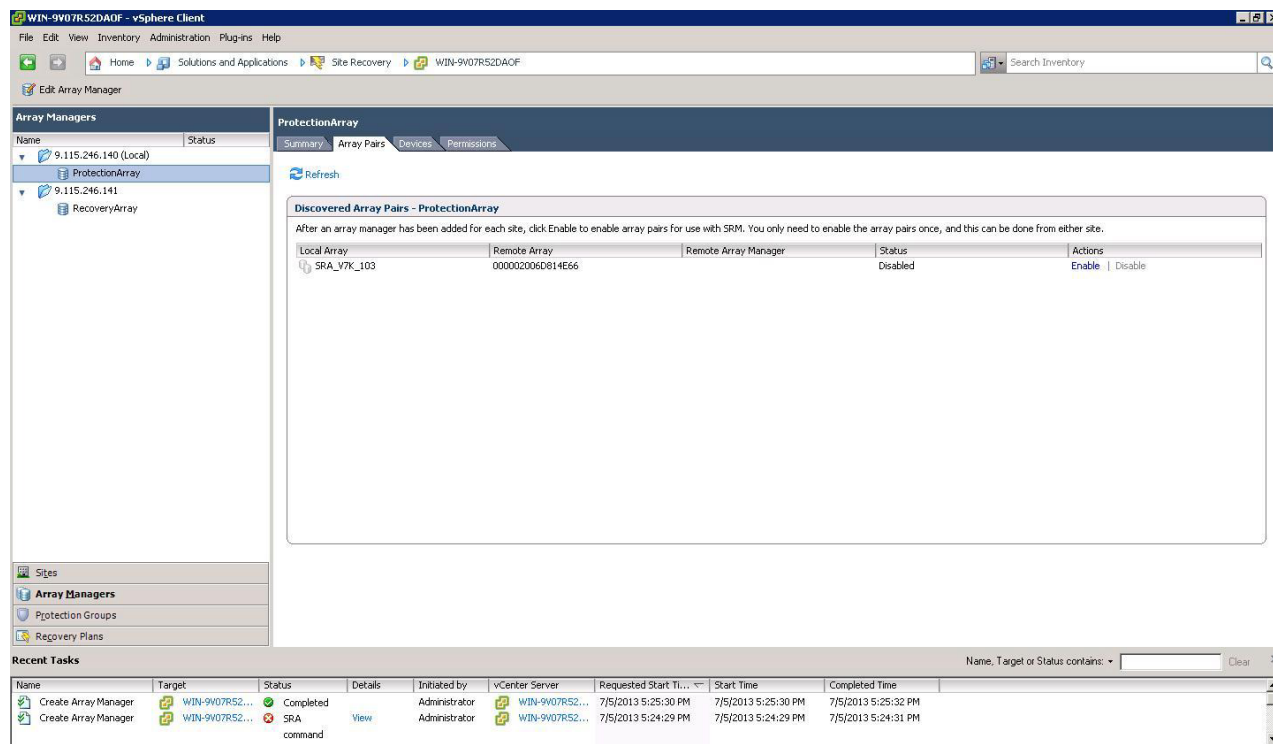 WIN-9V07R52DAOF - vSphere Client
File Edit View Inventory Administration Plug-ins Help
Home Solutions and Applications Site Recovery WIN-9V07R52DAOF Search Inventory
Edit Array Manager
Array Managers
Name Status
9.115.246.140 (Local)
ProtectionArray
9.115.246.141
RecoveryArray
Sites
Array Managers
Protection Groups
Recovery Plans
ProtectionArray
Summary Array Pairs Devices Permissions
Refresh
Discovered Array Pairs - ProtectionArray
After an array manager has been added for each site, click Enable to enable array pairs for use with SRM. You only need to enable the array pairs once, and this can be done from either site.
Local Array Remote Array Remote Array Manager Status Actions
SRA_V7K_103 000002006D814E66 Disabled Enable | Disable
Recent Tasks Name, Target or Status contains: Clear
Name Target Status Details Initiated by vCenter Server Requested Start Ti... Start Time Completed Time
Create Array Manager WIN-9V07R52... Completed Administrator WIN-9V07R52... 7/5/2013 5:25:30 PM 7/5/2013 5:25:30 PM 7/5/2013 5:25:32 PM
Create Array Manager WIN-9V07R52... SRA View Administrator WIN-9V07R52... 7/5/2013 5:24:29 PM 7/5/2013 5:24:29 PM 7/5/2013 5:24:31 PM
command